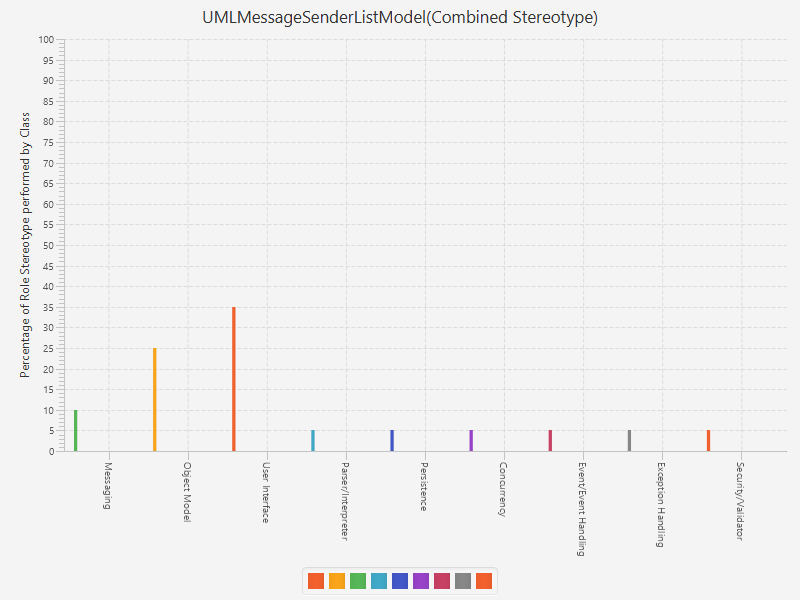 UMLMessageSenderListModel(Combined Stereotype)
Percentage of Role Stereotype performed by Class
100
95
90
85
80
75
70
65
60
55
50
45
40
35
30
25
20
15
10
5
0
Messaging
Object Model
User Interface
Parser/Interpreter
Persistence
Concurrency
Event/Event Handling
Exception Handling
Security/Validator